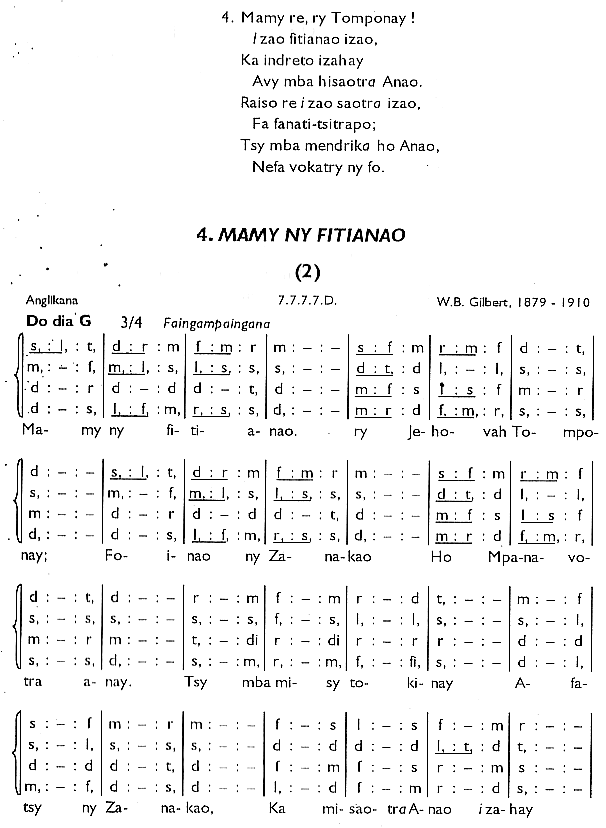 4. Mamy re, ry Tomponay !
Izao fitianao izao,
Ka indreto izahay
Avy mba hisaotra Anao.
Raiso re izao saotra izao,
Fa fanati-tsitrapo;
Tsy mba mendrika ho Anao,
Nefa vokatry ny fo.
4. MAMY NY FITIANAO
(2)
Anglikana 7.7.7.7.D. W.B. Gilbert, 1879 - 1910
Do dia G 3/4 Faingampaingana
s, : l, : t, | d : r : m | f : m : r | m : – : – | s : f : m | r : m : f | d : – : t,
m, : – : f, | m, : l, : s, | l, : s, : s, | s, : – : – | d : t, : d | l, : – : l, | s, : – : s,
d : – : r | d : – : d | d : – : t, | d : – : – | m : f : s | l : s : f | m : – : r
d : – : s, | l, : f, : m, | r, : s, : s, | d, : – : – | m : r : d | f, : m, : r, | s, : – : s,
Ma- my ny fi- ti- a- nao. ry Je- ho- vah To- mpo-
d : – : – | s, : l, : t, | d : r : m | f : m : r | m : – : – | s : f : m | r : m : f
s, : – : – | m, : – : f, | m, : l, : s, | l, : s, : s, | s, : – : – | d : t, : d | l, : – : l,
m : – : – | d : – : r | d : – : d | d : – : t, | d : – : – | m : f : s | l : s : f
d, : – : – | d : – : s, | l, : f, : m, | r, : s, : s, | d, : – : – | m : r : d | f, : m, : r,
nay; Fo- i- nao ny Za- na-kao Ho Mpa-na- vo-
d : – : t, | d : – : – | r : – : m | f : – : m | r : – : d | t, : – : – | m : – : f
s, : – : s, | s, : – : – | s, : – : s, | f, : – : s, | l, : – : l, | s, : – : – | s, : – : l,
m : – : r | m : – : – | t, : – : di | r : – : di | r : – : r | r : – : – | d : – : d
s, : – : s, | d, : – : – | s, : – : m, | r, : – : m, | f, : – : fi, | s, : – : – | d : – : l,
tra a- nay. Tsy mba mi- sy to- ki- nay A- fa-
s : – : f | m : – : r | m : – : – | f : – : s | l : – : s | f : – : m | r : – : –
s, : – : l, | s, : – : s, | s, : – : – | d : – : d | d : – : d | l, : t, : d | t, : – : –
d : – : d | d : – : t, | d : – : – | f : – : m | f : – : s | r : – : m | s : – : –
m, : – : f, | s, : – : s, | d : – : – | l, : – : d | f : – : m | r : – : d | s, : – : –
tsy ny Za- na- kao, Ka mi- sao- tra A- nao izahay